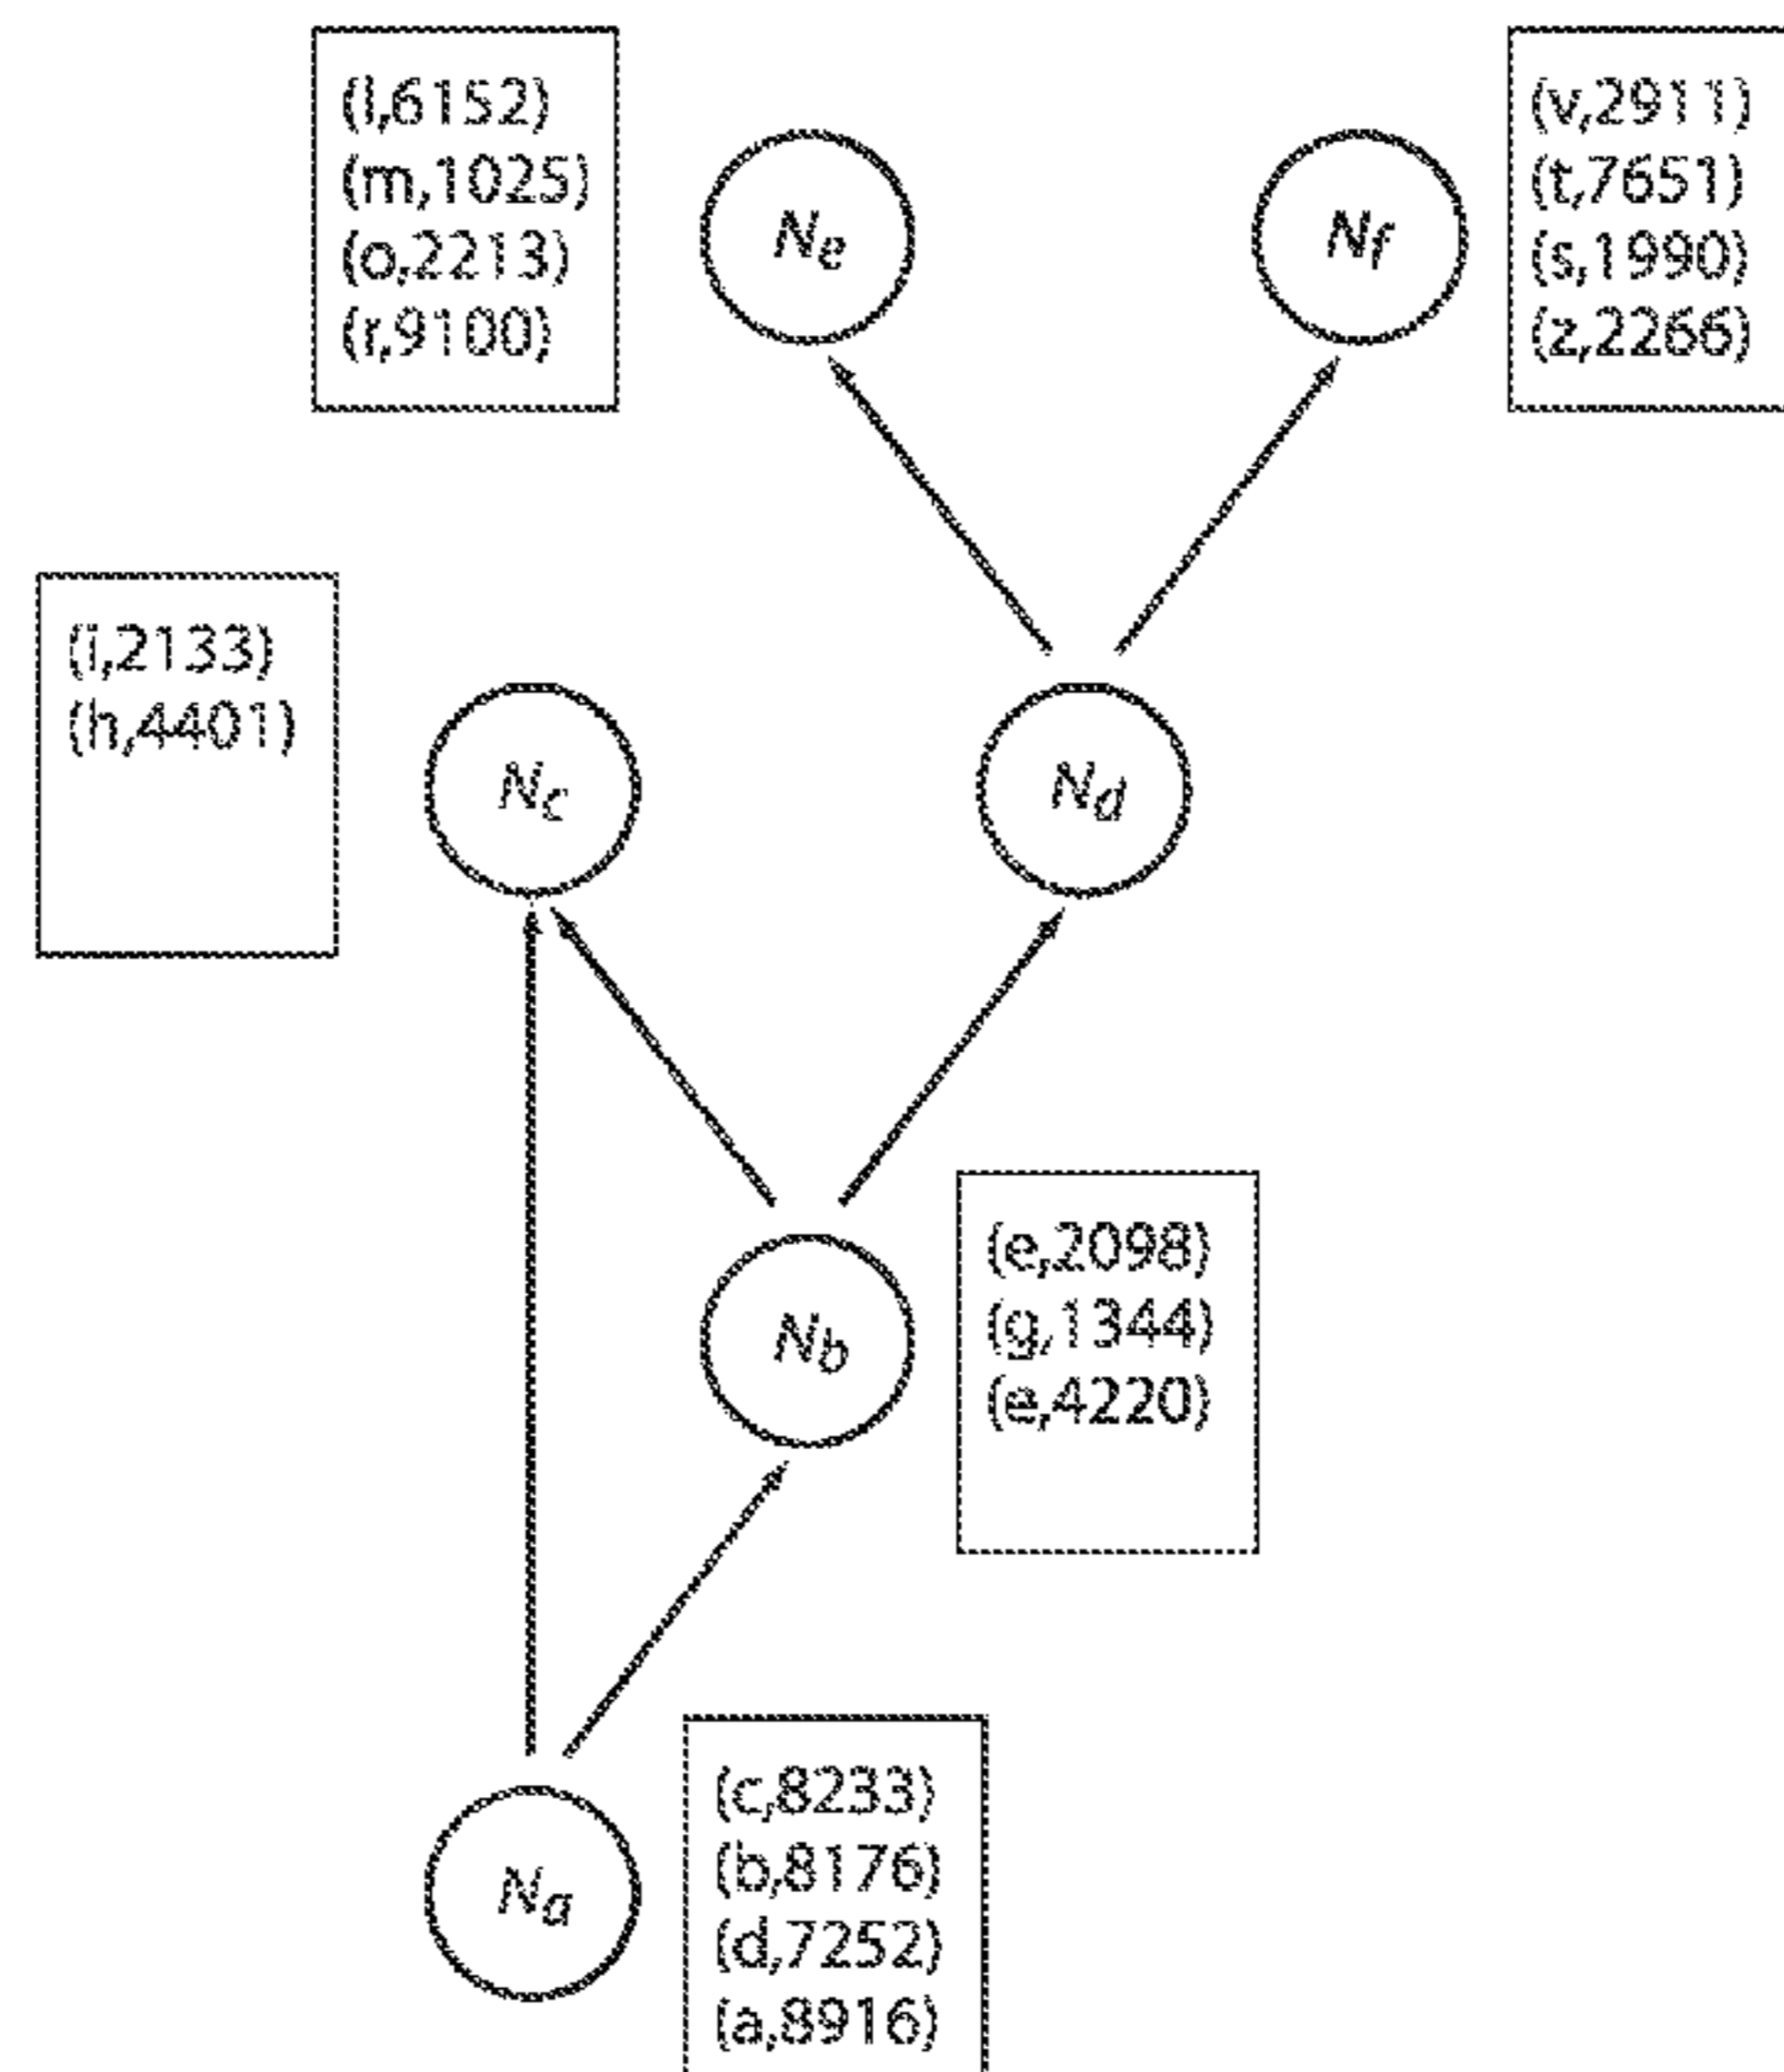 (l,6152)
(m,1025)
(o,2213)
(r,9100)
Ne
Nf
(v,2911)
(t,7651)
(s,1990)
(z,2266)
(i,2133)
(h,4401)
Nc
Nd
Nb
(e,2098)
(g,1344)
(e,4220)
Na
(c,8233)
(b,8176)
(d,7252)
(a,8916)